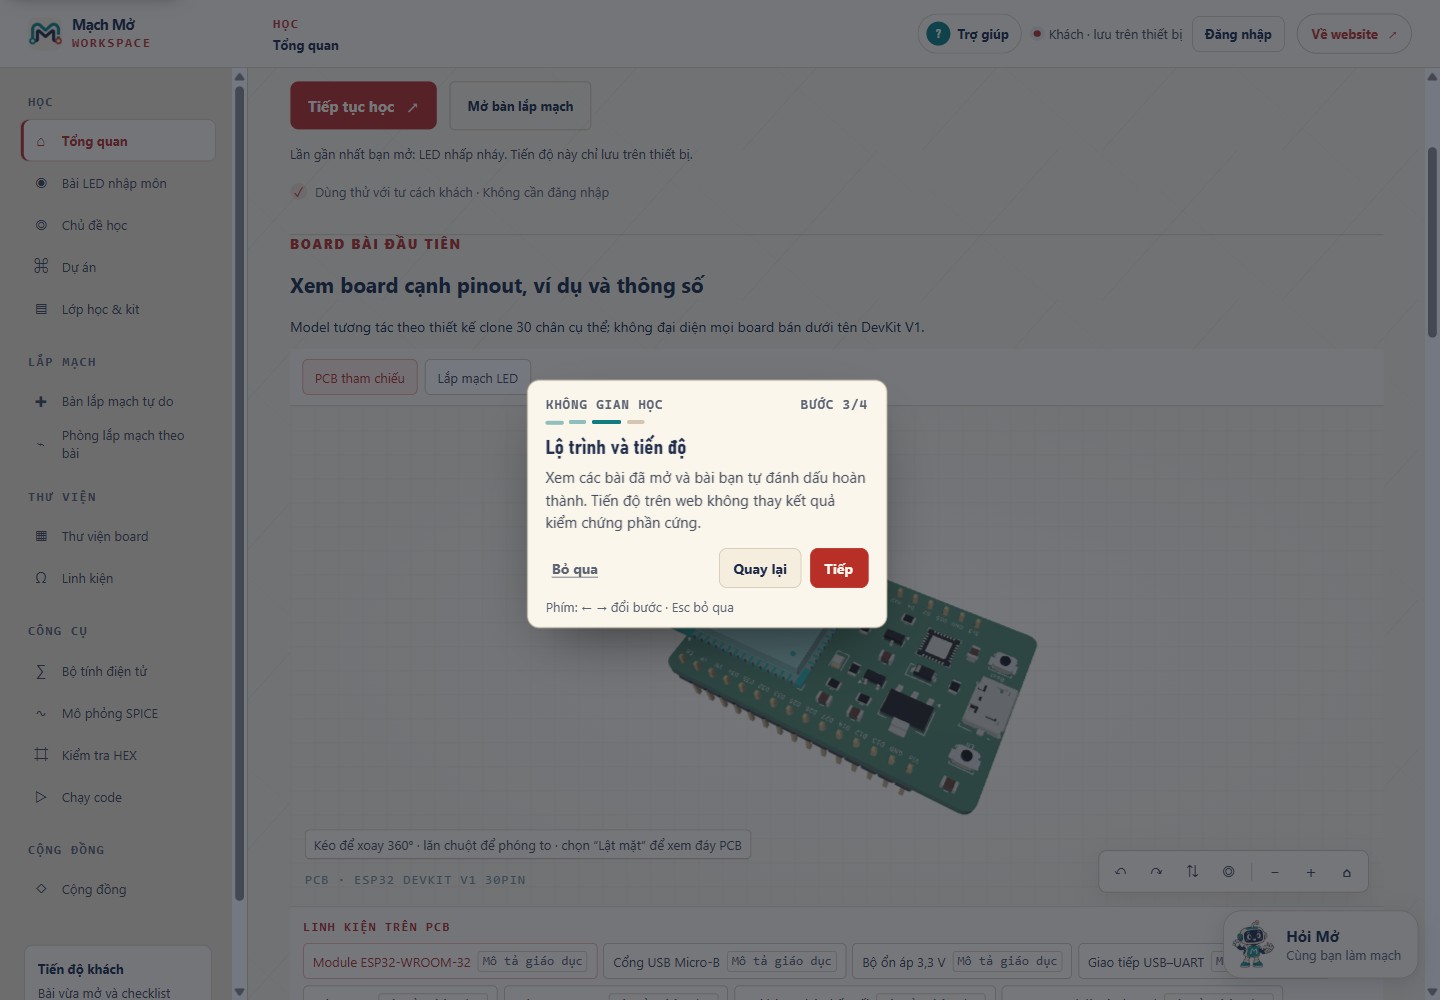 Mạch Mở
WORKSPACE
HỌC
Tổng quan
?
Trợ giúp
Khách · lưu trên thiết bị
Đăng nhập
Về website ↗
HỌC
Tổng quan
Bài LED nhập môn
Chủ đề học
Dự án
Lớp học & kit
LẮP MẠCH
Bàn lắp mạch tự do
Phòng lắp mạch theo
bài
THƯ VIỆN
Thư viện board
Linh kiện
CÔNG CỤ
Bộ tính điện tử
Mô phỏng SPICE
Kiểm tra HEX
Chạy code
CỘNG ĐỒNG
Cộng đồng
Tiến độ khách
Bài vừa mở và checklist
Tiếp tục học ↗
Mở bàn lắp mạch
Lần gần nhất bạn mở: LED nhấp nháy. Tiến độ này chỉ lưu trên thiết bị.
✓ Dùng thử với tư cách khách · Không cần đăng nhập
BOARD BÀI ĐẦU TIÊN
Xem board cạnh pinout, ví dụ và thông số
Model tương tác theo thiết kế clone 30 chân cụ thể; không đại diện mọi board bán dưới tên DevKit V1.
PCB tham chiếu
Lắp mạch LED
KHÔNG GIAN HỌC
BƯỚC 3/4
Lộ trình và tiến độ
Xem các bài đã mở và bài bạn tự đánh dấu hoàn
thành. Tiến độ trên web không thay kết quả
kiểm chứng phần cứng.
Bỏ qua
Quay lại
Tiếp
Phím: ← → đổi bước · Esc bỏ qua
Kéo để xoay 360° · lăn chuột để phóng to · chọn “Lật mặt” để xem đáy PCB
PCB · ESP32 DEVKIT V1 30PIN
LINH KIỆN TRÊN PCB
Module ESP32-WROOM-32 Mô tả giáo dục
Cổng USB Micro-B Mô tả giáo dục
Bộ ổn áp 3,3 V Mô tả giáo dục
Giao tiếp USB–UART
Hỏi Mở
Cùng bạn làm mạch